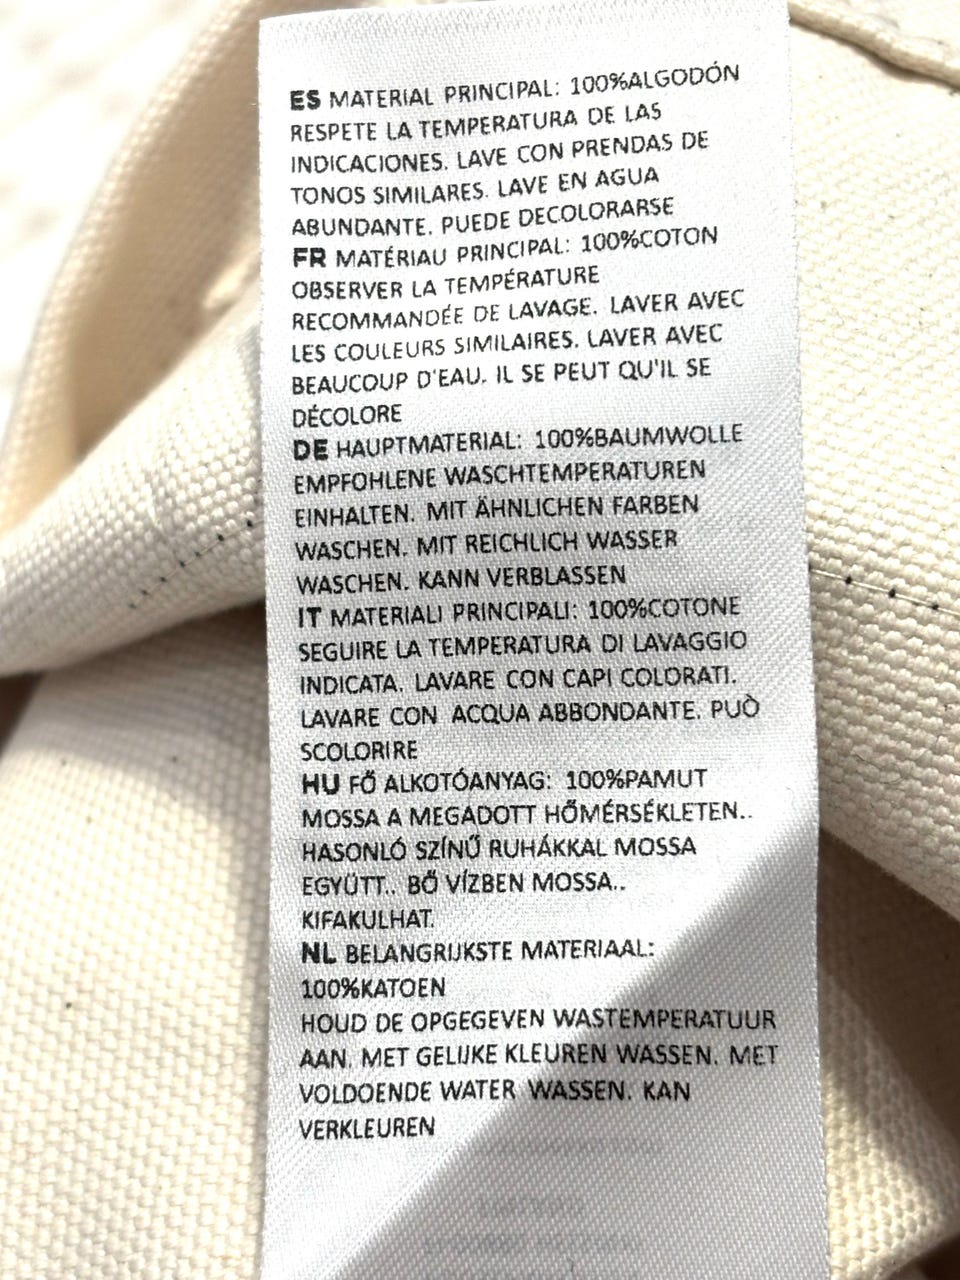 ES MATERIAL PRINCIPAL: 100%ALGODÓN
RESPETE LA TEMPERATURA DE LAS
INDICACIONES. LAVE CON PRENDAS DE
TONOS SIMILARES. LAVE EN AGUA
ABUNDANTE. PUEDE DECOLORARSE
FR MATÉRIAU PRINCIPAL: 100%COTON
OBSERVER LA TEMPÉRATURE
RECOMMANDÉE DE LAVAGE. LAVER AVEC
LES COULEURS SIMILAIRES. LAVER AVEC
BEAUCOUP D'EAU. IL SE PEUT QU'IL SE
DÉCOLORE
DE HAUPTMATERIAL: 100%BAUMWOLLE
EMPFOHLENE WASCHTEMPERATUREN
EINHALTEN. MIT ÄHNLICHEN FARBEN
WASCHEN. MIT REICHLICH WASSER
WASCHEN. KANN VERBLASSEN
IT MATERIALI PRINCIPALI: 100%COTONE
SEGUIRE LA TEMPERATURA DI LAVAGGIO
INDICATA. LAVARE CON CAPI COLORATI.
LAVARE CON ACQUA ABBONDANTE. PUÒ
SCOLORIRE
HU FŐ ALKOTÓANYAG: 100%PAMUT
MOSSA A MEGADOTT HŐMÉRSÉKLETEN..
HASONLÓ SZÍNŰ RUHÁKKAL MOSSA
EGYÜTT.. BŐ VÍZBEN MOSSA..
KIFAKULHAT.
NL BELANGRIJKSTE MATERIAAL:
100%KATOEN
HOUD DE OPGEGEVEN WASTEMPERATUUR
AAN. MET GELIJKE KLEUREN WASSEN. MET
VOLDOENDE WATER WASSEN. KAN
VERKLEUREN